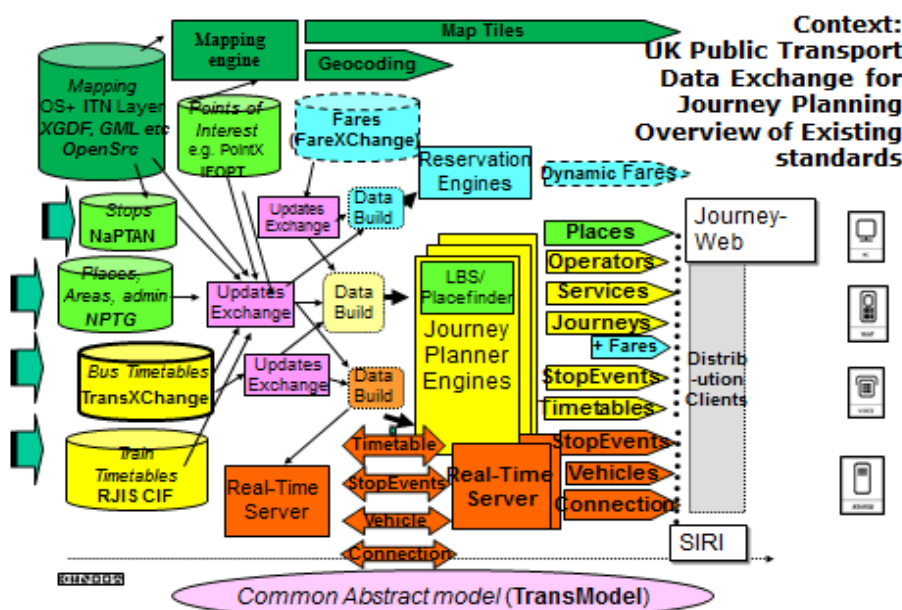 Context:
UK Public Transport
Data Exchange for
Journey Planning
Overview of Existing
standards
Mapping
engine
Map Tiles
Geocoding
Mapping
OS+ ITN Layer
XGDF, GML etc
OpenSrc
Points of
Interest
e.g. PointX
IFOPT
Fares
(FareXChange)
Reservation
Engines
Dynamic Fares
Updates
Exchange
Data
Build
Stops
NaPTAN
Places,
Areas, admin
NPTG
Updates
Exchange
Data
Build
LBS/
Placefinder
Journey
Planner
Engines
Places
Operators
Services
Journeys
+ Fares
StopEvents
Timetables
Journey-
Web
Distrib
-ution
Clients
Bus Timetables
TransXChange
Updates
Exchange
Data
Build
Train
Timetables
RJIS CIF
Real-Time
Server
Timetable
StopEvents
Vehicle
Connection
Real-Time
Server
StopEvents
Vehicles
Connection
SIRI
Common Abstract model (TransModel)